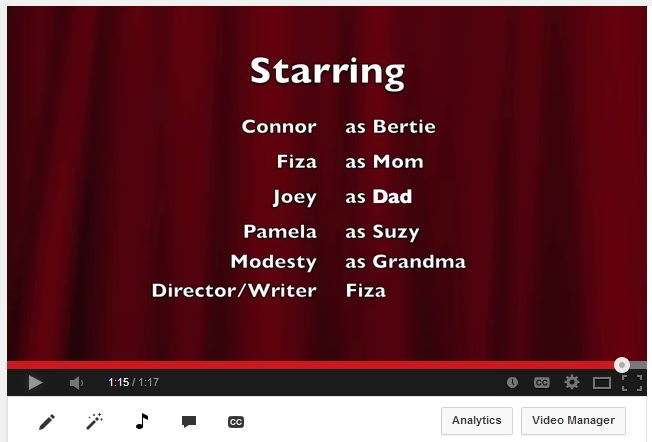 Starring
Connor as Bertie
Fiza as Mom
Joey as Dad
Pamela as Suzy
Modesty as Grandma
Director/Writer Fiza
1:15 / 1:17 CC
CC Analytics Video Manager